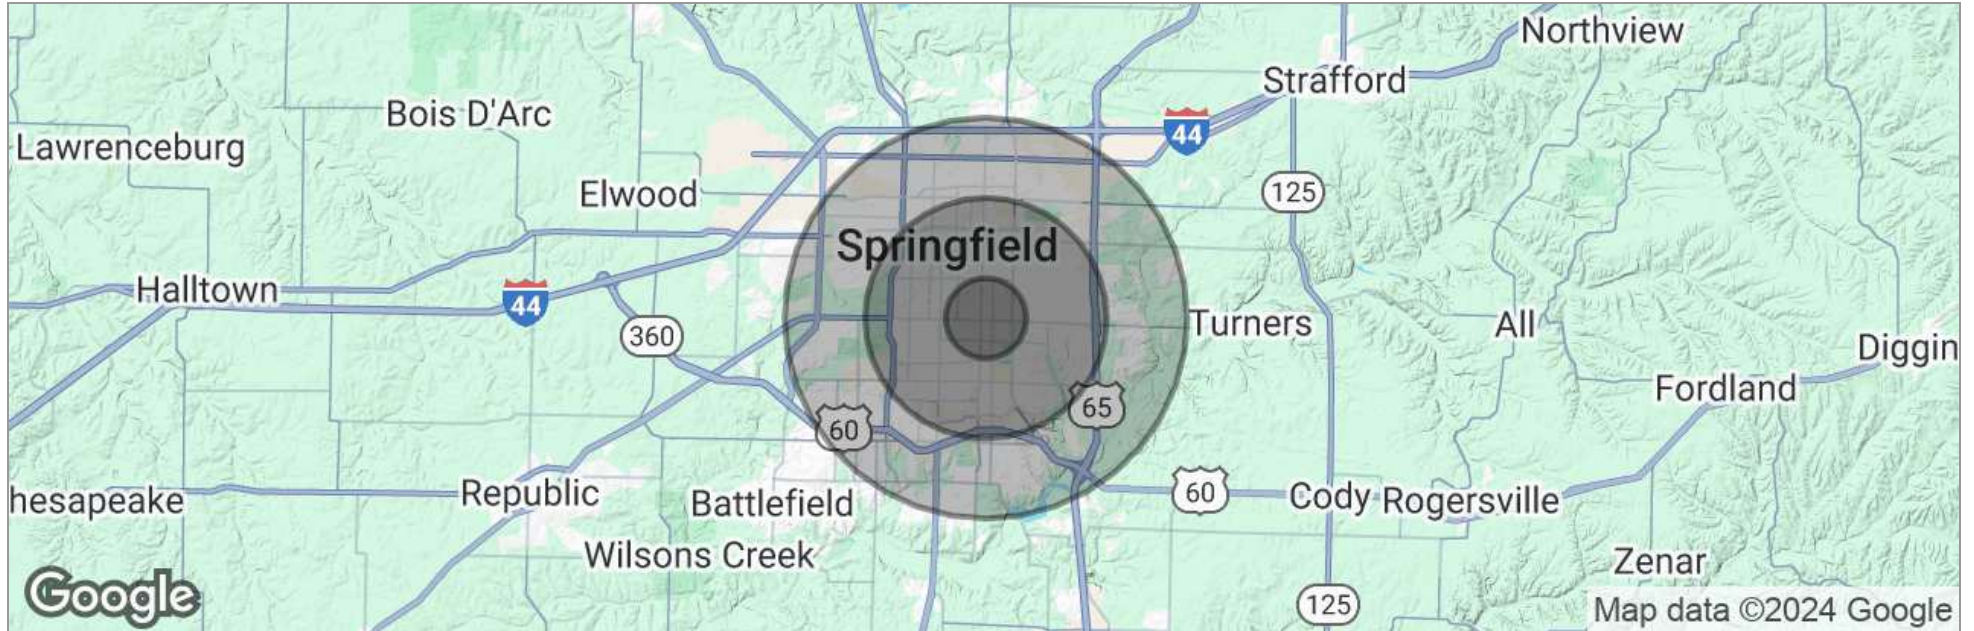 Northview
Strafford
Bois D'Arc
44
Lawrenceburg
Elwood
125
Springfield
Halltown
44
Turners
All
360
Diggin
Fordland
65
60
Republic
60
Cody
Rogersville
hesapeake
Battlefield
Wilsons Creek
Zenar
Google
125
Map data ©2024 Google